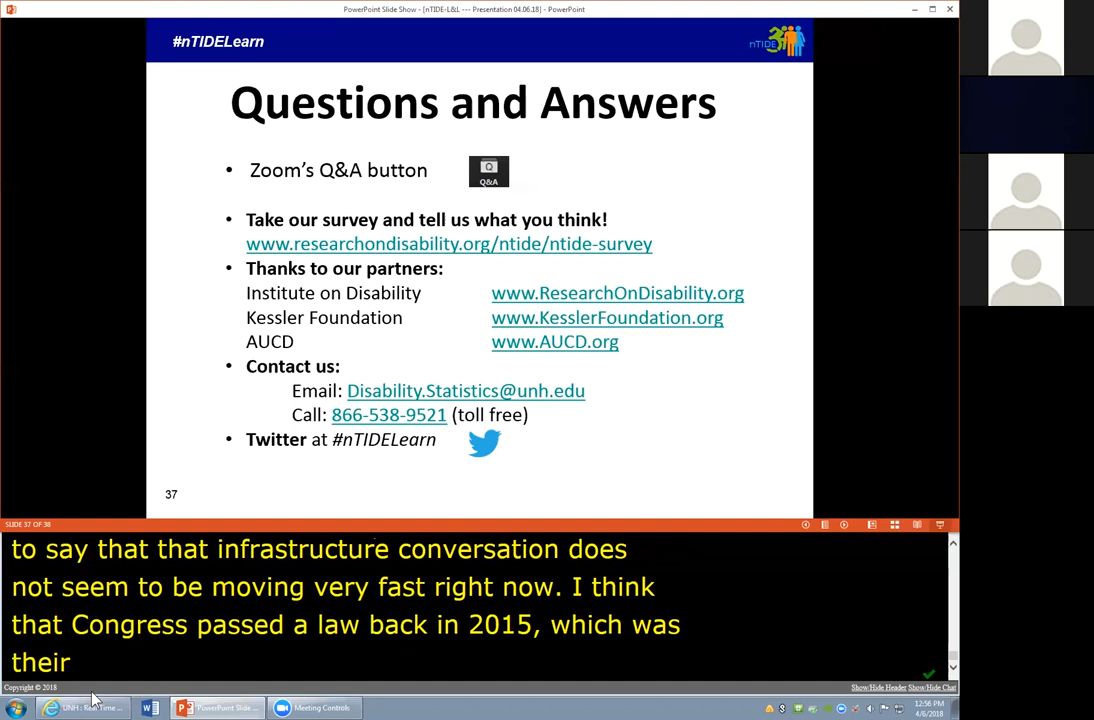 PowerPoint Slide Show - [nTIDE-L&L --- Presentation 04.06.18] - PowerPoint
#nTIDELearn
nTIDE
Questions and Answers
• Zoom's Q&A button
Q
Q&A
• Take our survey and tell us what you think!
www.researchondisability.org/ntide/ntide-survey
• Thanks to our partners:
Institute on Disability www.ResearchOnDisability.org
Kessler Foundation www.KesslerFoundation.org
AUCD www.AUCD.org
• Contact us:
Email: Disability.Statistics@unh.edu
Call: 866-538-9521 (toll free)
• Twitter at #nTIDELearn
37
SLIDE 37 OF 38
to say that that infrastructure conversation does
not seem to be moving very fast right now. I think
that Congress passed a law back in 2015, which was
their
Copyright © 2018 Show/Hide Header Show/Hide Chat
UNH : Real Time ... PowerPoint Slide ... Meeting Controls
12:56 PM
4/6/2018